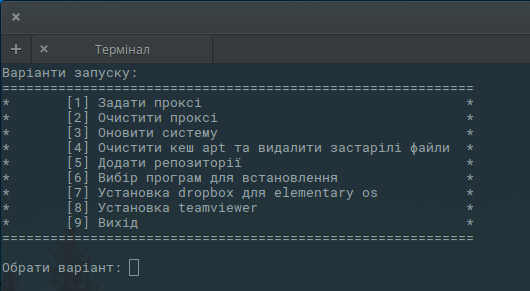 Термінал
Варіанти запуску:
===========================================================
* [1] Задати проксі *
* [2] Очистити проксі *
* [3] Оновити систему *
* [4] Очистити кеш apt та видалити застарілі файли *
* [5] Додати репозиторії *
* [6] Вибір програм для встановлення *
* [7] Установка dropbox для elementary os *
* [8] Установка teamviewer *
* [9] Вихід *
===========================================================
Обрати варіант: